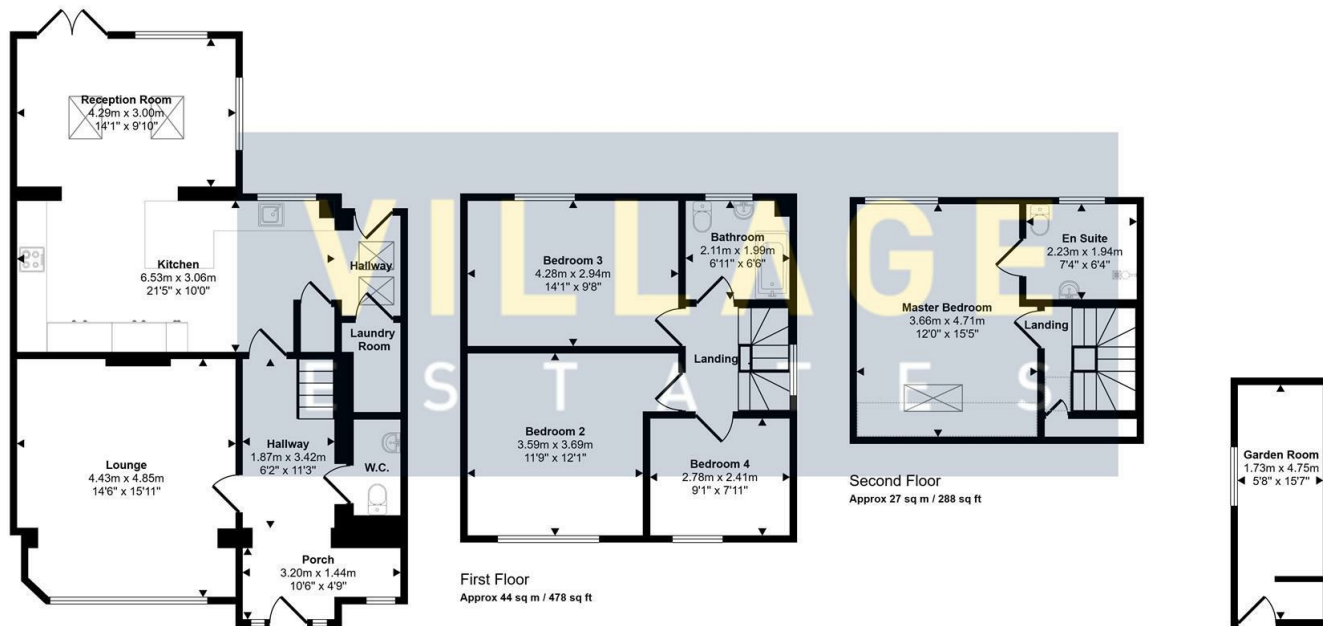 Reception Room
4.29m x 3.00m
14'1" x 9'10"
Kitchen
6.53m x 3.06m
21'5" x 10'0"
Hallway
Laundry
Room
Lounge
4.43m x 4.85m
14'6" x 15'11"
Hallway
1.87m x 3.42m
6'2" x 11'3"
W.C.
Porch
3.20m x 1.44m
10'6" x 4'9"
VILLAGE
ESTATES
Bedroom 3
4.28m x 2.94m
14'1" x 9'8"
Bathroom
2.11m x 1.99m
6'11" x 6'6"
Landing
Bedroom 2
3.59m x 3.69m
11'9" x 12'1"
Bedroom 4
2.78m x 2.41m
9'1" x 7'11"
First Floor
Approx 44 sq m / 478 sq ft
Master Bedroom
3.66m x 4.71m
12'0" x 15'5"
En Suite
2.23m x 1.94m
7'4" x 6'4"
Landing
Second Floor
Approx 27 sq m / 288 sq ft
Garden Room
1.73m x 4.75m
5'8" x 15'7"